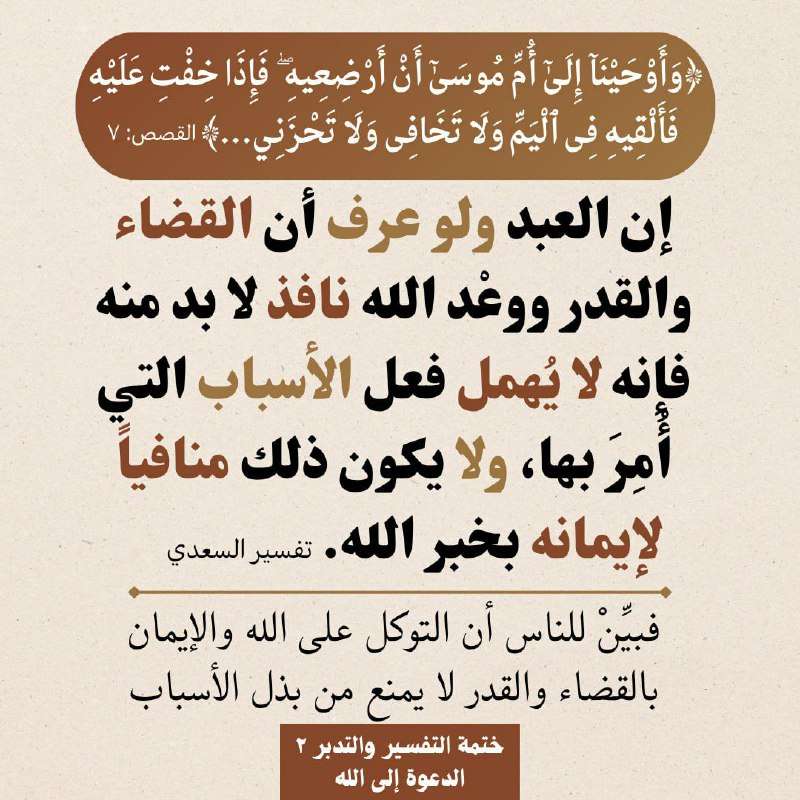 ﴿وَأَوْحَيْنَآ إِلَىٰٓ أُمِّ مُوسَىٰٓ أَنْ أَرْضِعِيهِ ۖ فَإِذَا خِفْتِ عَلَيْهِ
فَأَلْقِيهِ فِى ٱلْيَمِّ وَلَا تَخَافِى وَلَا تَحْزَنِي...﴾ القصص: ٧
إن العبد ولو عرف أن القضاء
والقدر ووعْد الله نافذ لا بد منه
فإنه لا يُهمل فعل الأسباب التي
أُمِرَ بها، ولا يكون ذلك منافياً
لإيمانه بخبر الله. تفسير السعدي
فبيِّنْ للناس أن التوكل على الله والإيمان
بالقضاء والقدر لا يمنع من بذل الأسباب
ختمة التفسير والتدبر ٢
الدعوة إلى الله